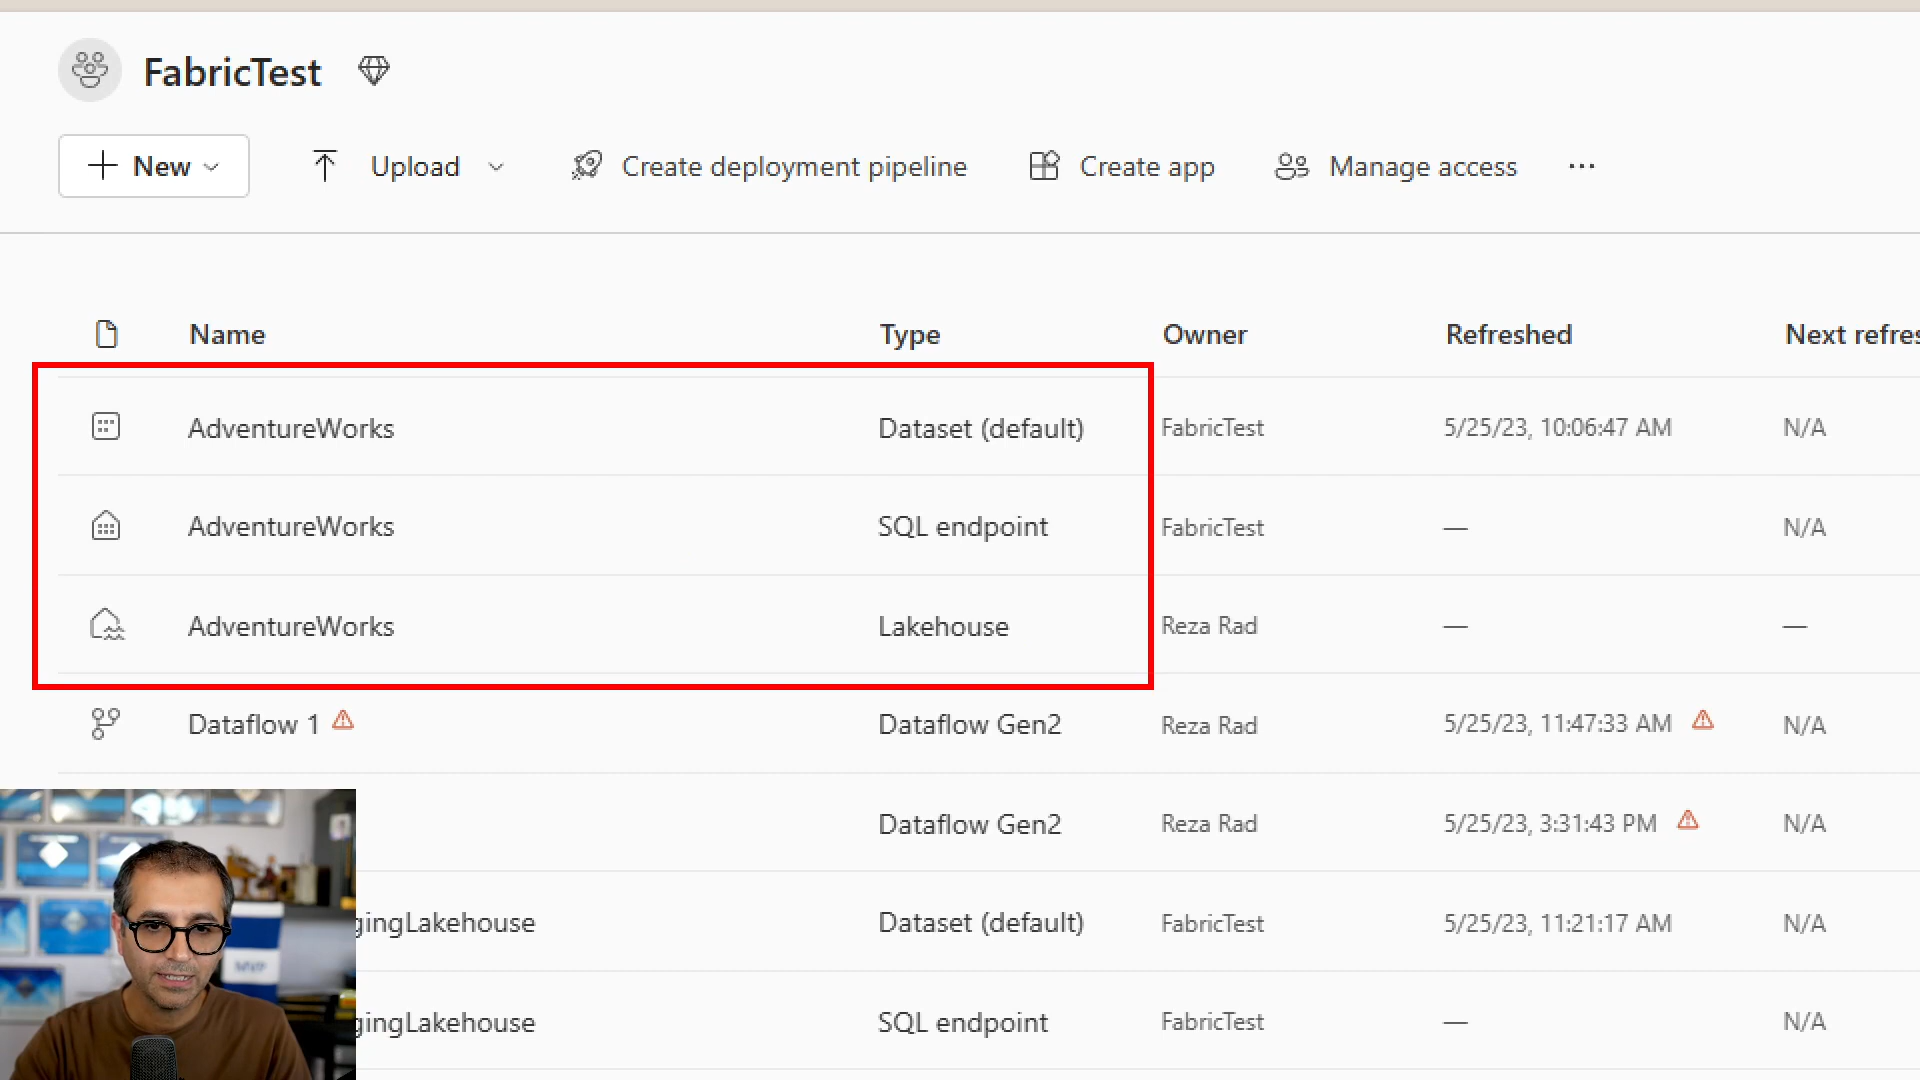 FabricTest
New
Upload
Create deployment pipeline
Create app
Manage access
Name Type Owner Refreshed Next refres
AdventureWorks Dataset (default) FabricTest 5/25/23, 10:06:47 AM N/A
AdventureWorks SQL endpoint FabricTest — N/A
AdventureWorks Lakehouse Reza Rad — —
Dataflow 1 Dataflow Gen2 Reza Rad 5/25/23, 11:47:33 AM N/A
Dataflow Gen2 Reza Rad 5/25/23, 3:31:43 PM N/A
gingLakehouse Dataset (default) FabricTest 5/25/23, 11:21:17 AM N/A
gingLakehouse SQL endpoint FabricTest — N/A
MVP